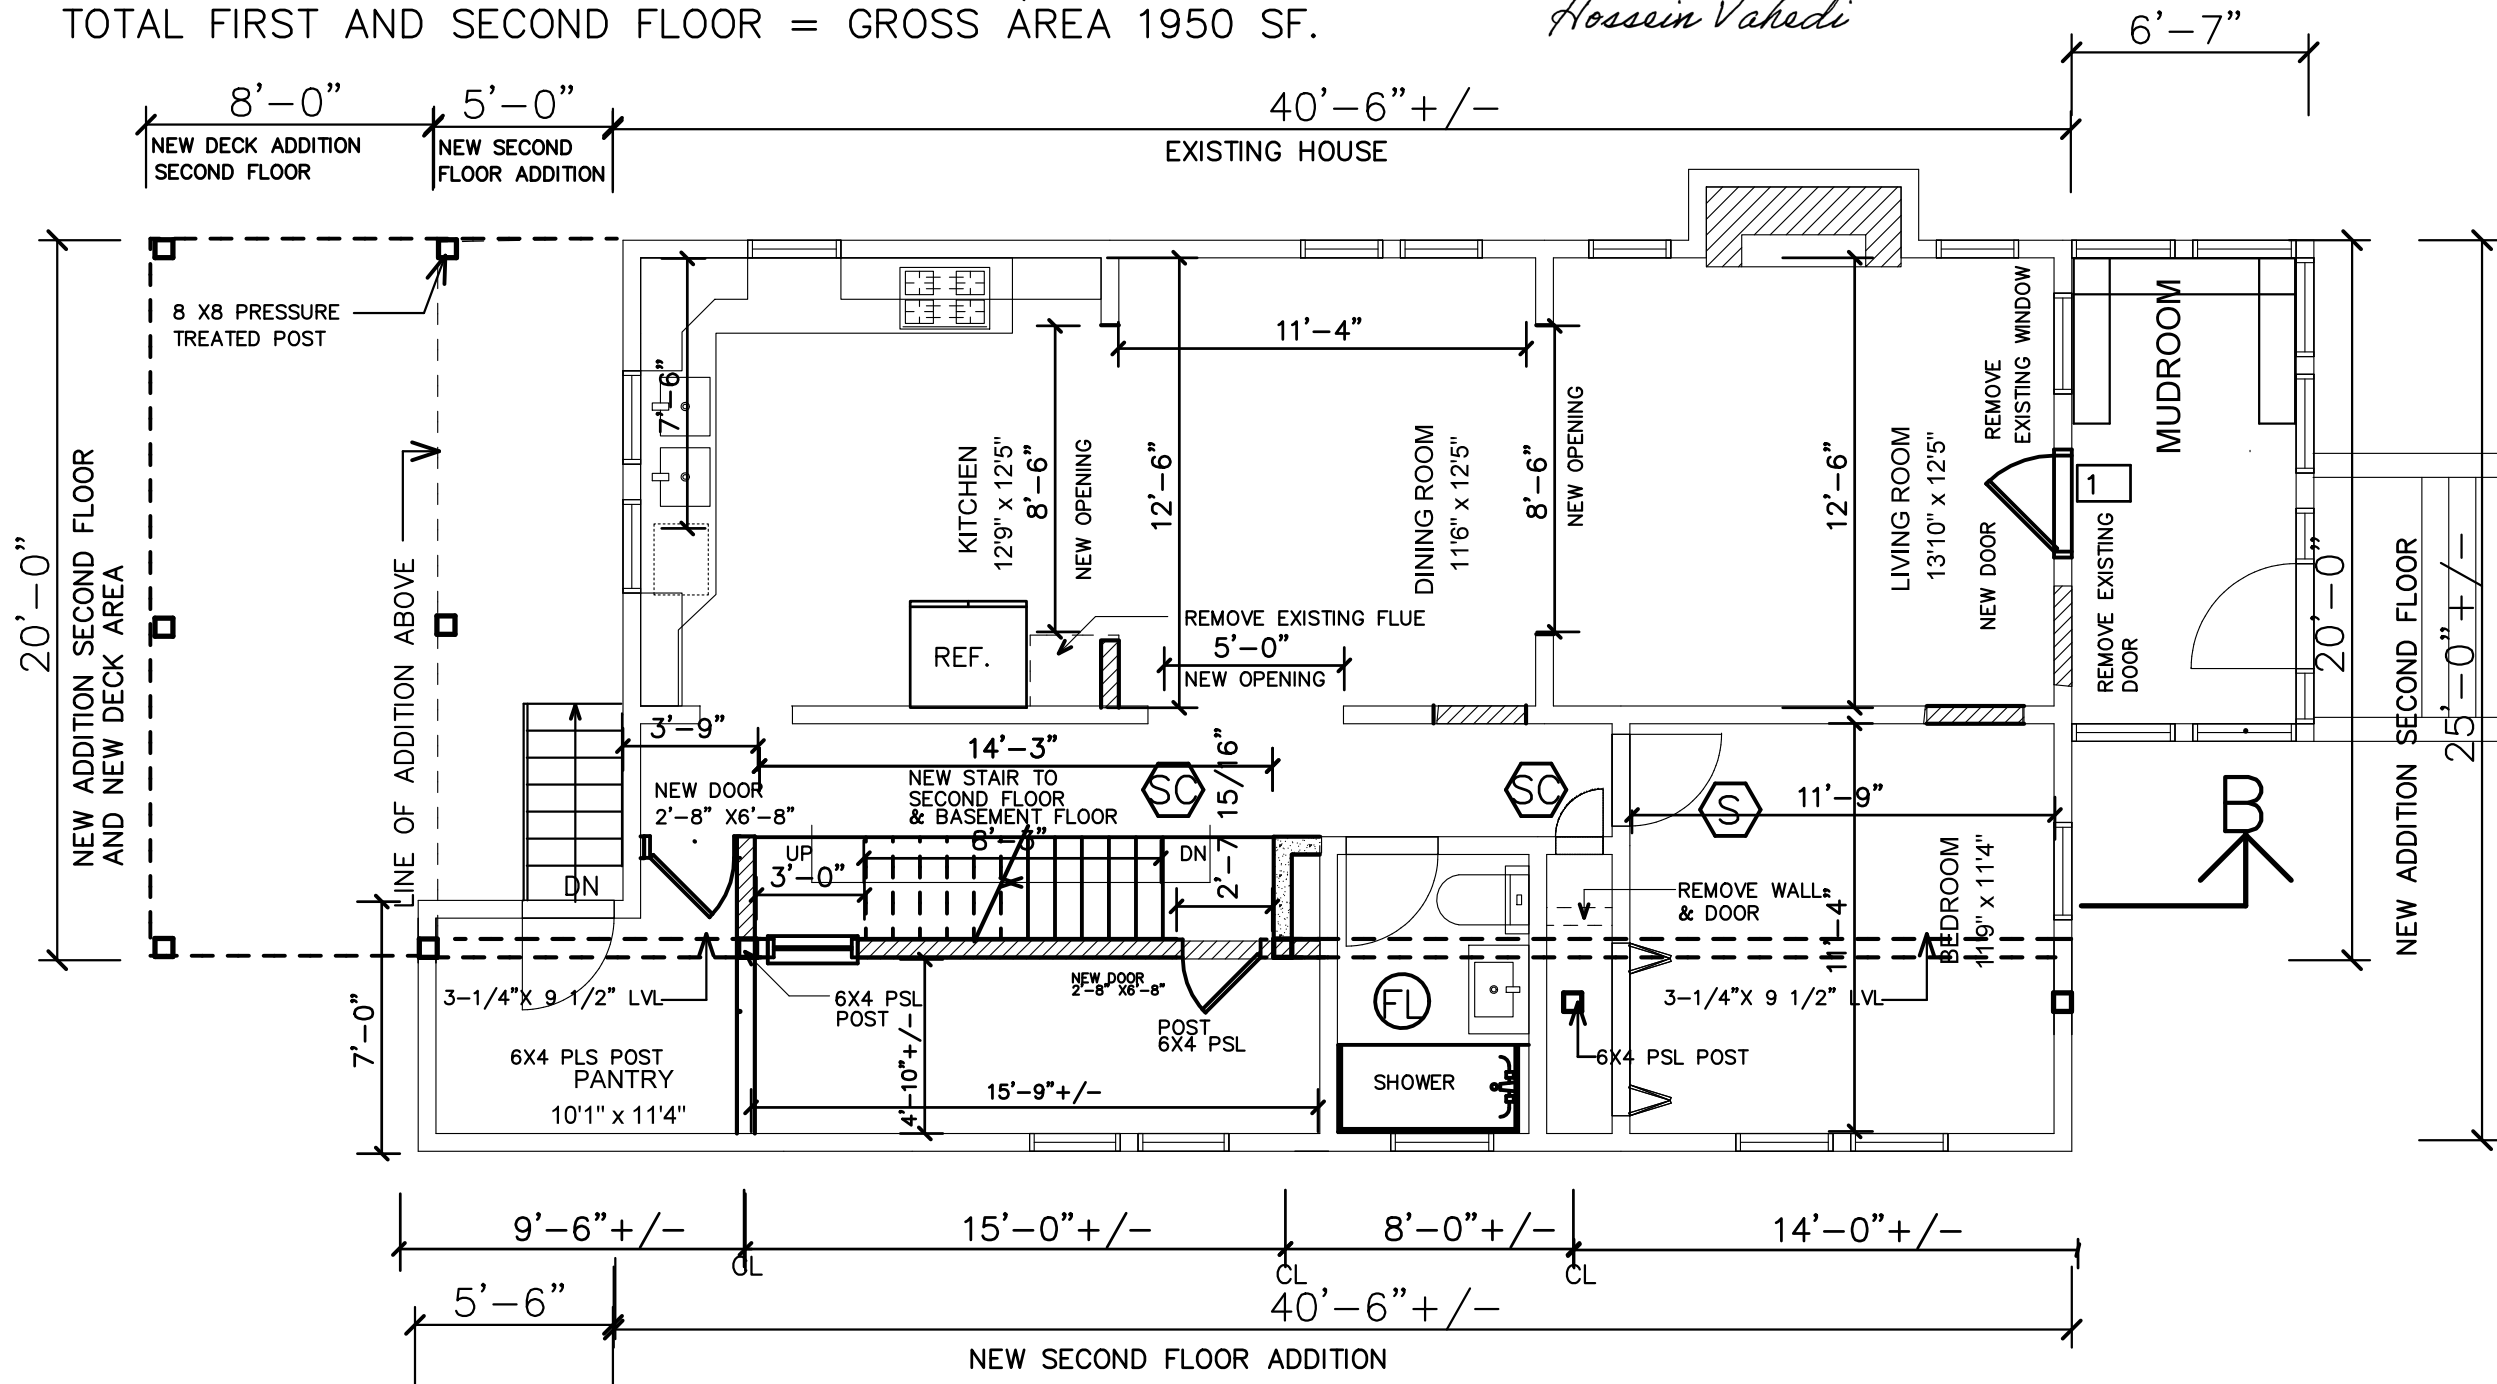 TOTAL FIRST AND SECOND FLOOR = GROSS AREA 1950 SF.
Hossein Vahedi
6'-7"
8'-0"
5'-0"
40'-6"+/-
NEW DECK ADDITION
SECOND FLOOR
NEW SECOND
FLOOR ADDITION
EXISTING HOUSE
8 X8 PRESSURE
TREATED POST
20'-0"
NEW ADDITION SECOND FLOOR
AND NEW DECK AREA
LINE OF ADDITION ABOVE
7'-6"
KITCHEN
12'9" x 12'5"
8'-6"
NEW OPENING
12'-6"
11'-4"
DINING ROOM
11'6" x 12'5"
8'-6"
NEW OPENING
12'-6"
LIVING ROOM
13'10" x 12'5"
REMOVE
EXISTING WINDOW
NEW DOOR
MUDROOM
1
REMOVE EXISTING
DOOR
20'-0"
NEW ADDITION SECOND FLOOR
25'-0"+/-
REF.
REMOVE EXISTING FLUE
5'-0"
NEW OPENING
3'-9"
14'-3"
NEW DOOR
2'-8" X6'-8"
NEW STAIR TO
SECOND FLOOR
& BASEMENT FLOOR
SC
2'-7 15/16"
SC
S
11'-9"
B
UP
DN
3'-0"
DN
REMOVE WALL
& DOOR
11'-4"
BEDROOM
11'9" x 11'4"
7'-0"
3-1/4"X 9 1/2" LVL
6X4 PSL
POST
NEW DOOR
2'-8" X6'-8"
POST
6X4 PSL
FL
3-1/4"X 9 1/2" LVL
6X4 PLS POST
PANTRY
10'1" x 11'4"
4'-10"+/-
15'-9"+/-
SHOWER
6X4 PSL POST
9'-6"+/-
15'-0"+/-
8'-0"+/-
14'-0"+/-
CL
CL
CL
5'-6"
40'-6"+/-
NEW SECOND FLOOR ADDITION